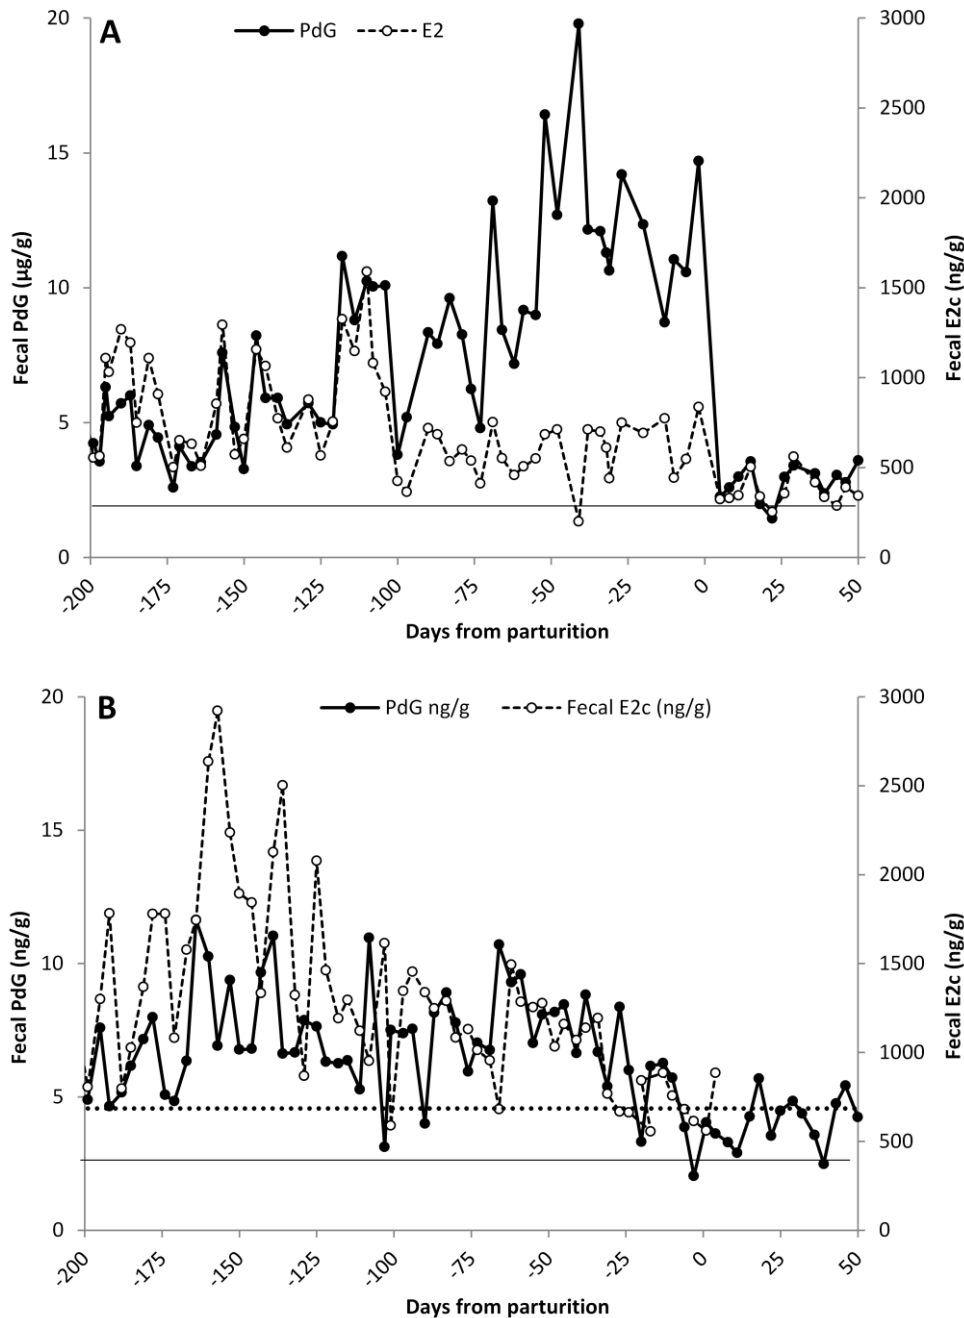 A
PdG E2
20
15
10
5
0
Fecal PdG (µg/g)
3000
2500
2000
1500
1000
500
0
Fecal E2c (ng/g)
-200 -175 -150 -125 -100 -75 -50 -25 0 25 50
Days from parturition
B
PdG ng/g Fecal E2c (ng/g)
20
15
10
5
0
Fecal PdG (ng/g)
3000
2500
2000
1500
1000
500
0
Fecal E2c (ng/g)
-200 -175 -150 -125 -100 -75 -50 -25 0 25 50
Days from parturition